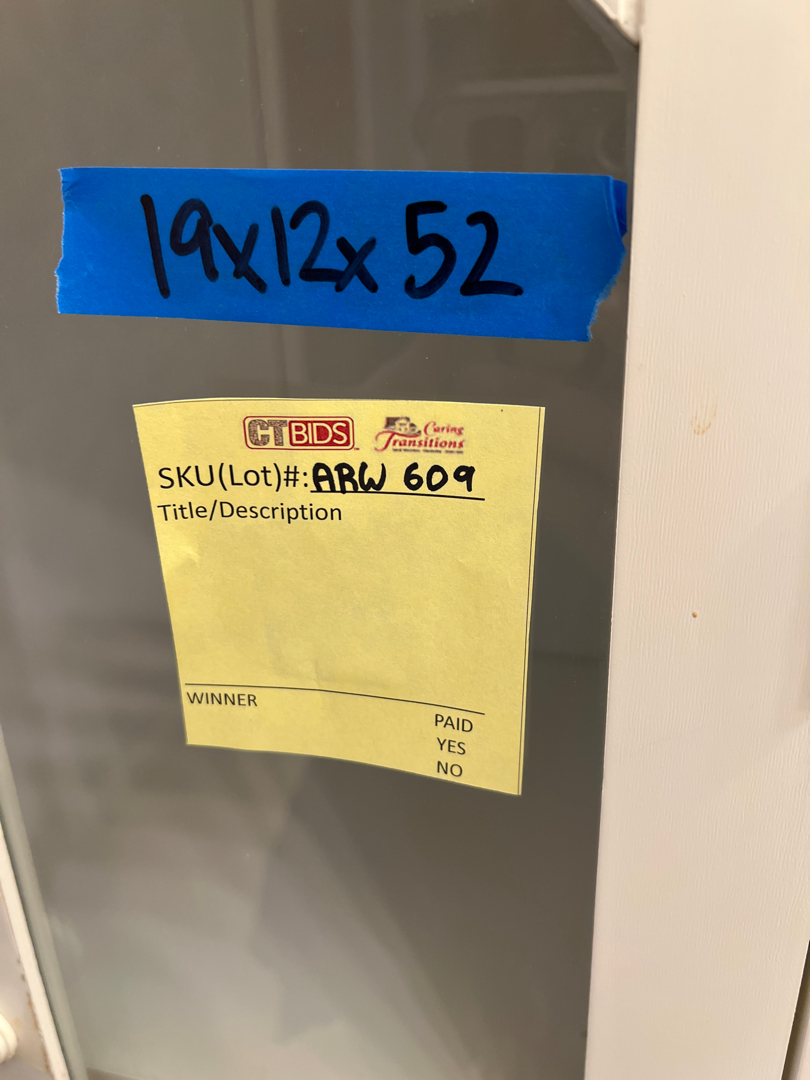 19x12x52
CTBIDS
Caring
Transitions
SKU(Lot)#: ARW 609
Title/Description
WINNER
PAID
YES
NO